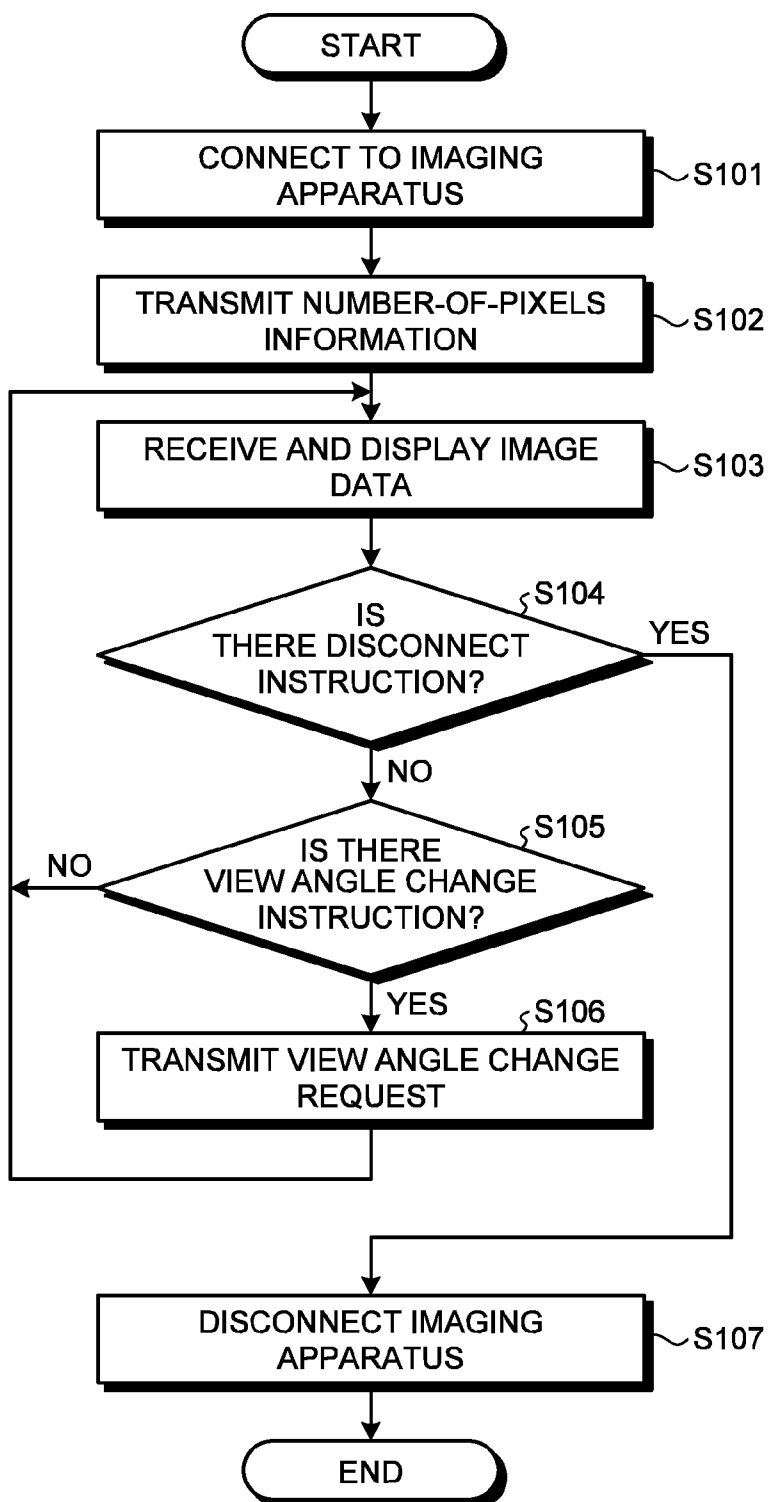 START
CONNECT TO IMAGING
APPARATUS
S101
TRANSMIT NUMBER-OF-PIXELS
INFORMATION
S102
RECEIVE AND DISPLAY IMAGE
DATA
S103
S104
IS
THERE DISCONNECT
INSTRUCTION?
YES
NO
S105
IS THERE
VIEW ANGLE CHANGE
INSTRUCTION?
NO
YES
S106
TRANSMIT VIEW ANGLE CHANGE
REQUEST
DISCONNECT IMAGING
APPARATUS
S107
END